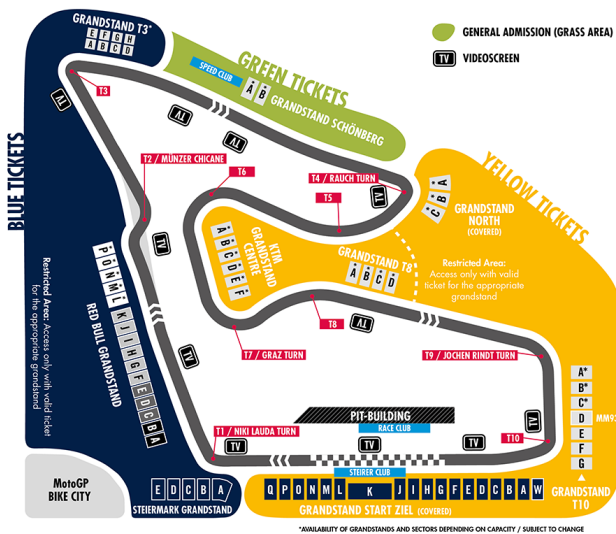 GRANDSTAND T3*
E F G H
A B C D
GENERAL ADMISSION (GRASS AREA)
TV
VIDEOSCREEN
GREEN TICKETS
SPEED CLUB
A B
GRANDSTAND SCHÖNBERG
BLUE TICKETS
YELLOW TICKETS
T3
TV
TV
TV
T2 / MÜNZER CHICANE
T6
T4 / RAUCH TURN
TV
T5
C B A
GRANDSTAND
NORTH
(COVERED)
TV
A B C D E F
KTM
GRANDSTAND
CENTRE
GRANDSTAND T8
A B C D
Restricted Area:
Access only with valid
ticket for the appropriate
grandstand
Restricted Area: Access
only with valid ticket
for the appropriate grandstand
RED BULL GRANDSTAND
P O N M L K J I H G F E D C B A
TV
T8
TV
T7 / GRAZ TURN
T9 / JOCHEN RINDT TURN
A*
B*
C*
D
E
F
G
MM93
GRANDSTAND
T10
PIT-BUILDING
RACE CLUB
T1 / NIKI LAUDA TURN
TV
TV
TV
TV
T10
STEIRER CLUB
MotoGP
BIKE CITY
E D C B A
STEIERMARK GRANDSTAND
Q P O N M L K J I H G F E D C B A W
GRANDSTAND START ZIEL (COVERED)
*AVAILABILITY OF GRANDSTANDS AND SECTORS DEPENDING ON CAPACITY / SUBJECT TO CHANGE